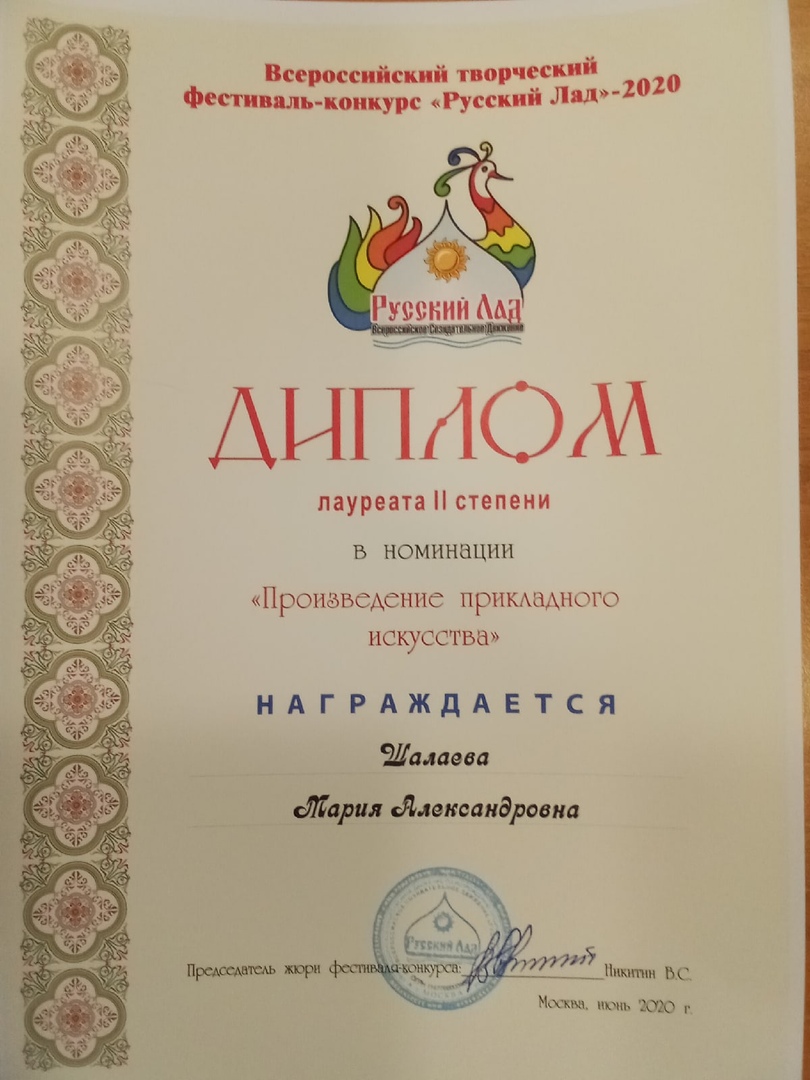 Всероссийский творческий
фестиваль-конкурс «Русский Лад»-2020
Русский Лад
Всероссийское Созидательное Движение
ДИПЛОМ
лауреата II степени
в номинации
«Произведение прикладного
искусства»
НАГРАЖДАЕТСЯ
Шалаева
Мария Александровна
Русский Лад
Председатель жюри фестиваля-конкурса: Никитин В.С.
Москва, июнь 2020 г.